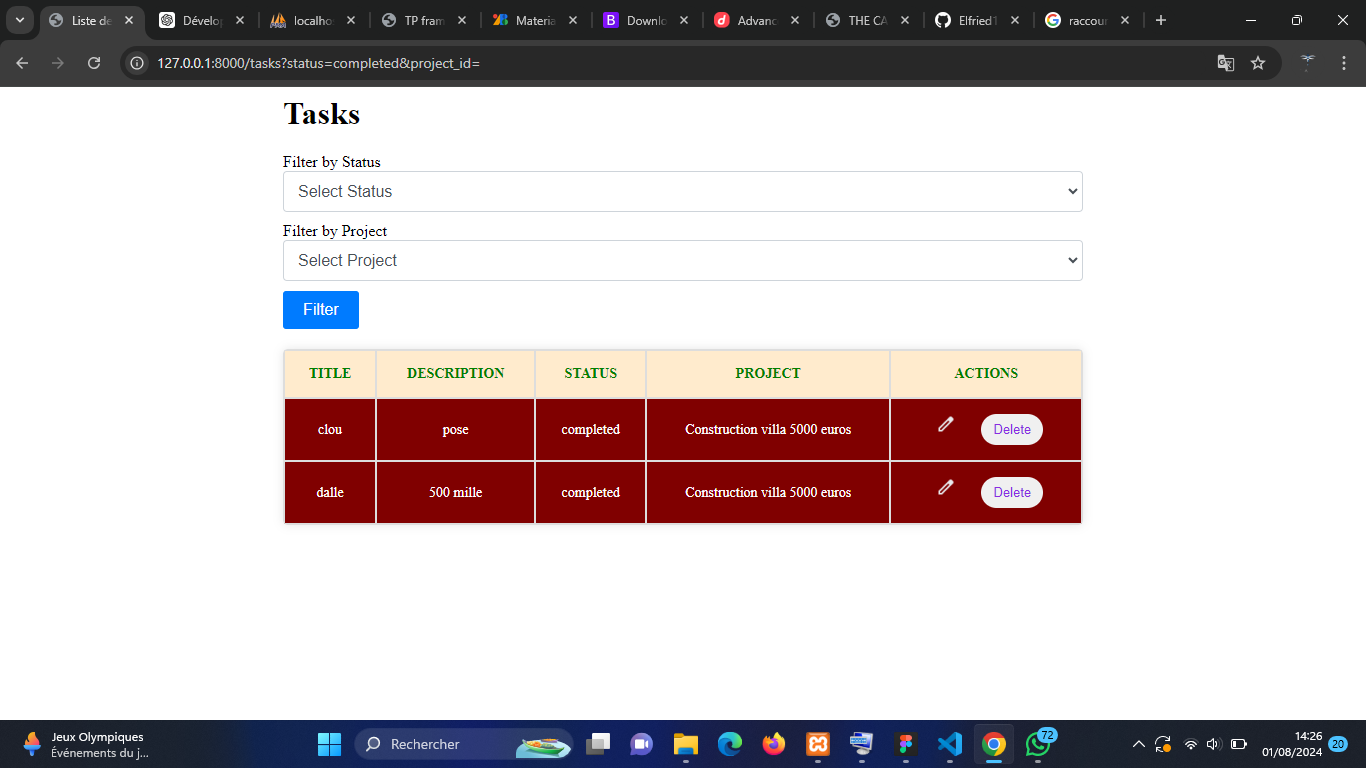 Liste de
Dévelop
localhos
TP fram
Materia
Downlo
Advanc
THE CA
Elfried1
raccour
127.0.0.1:8000/tasks?status=completed&project_id=
Tasks
Filter by Status
Select Status
Filter by Project
Select Project
Filter
TITLE DESCRIPTION STATUS PROJECT ACTIONS
clou pose completed Construction villa 5000 euros Delete
dalle 500 mille completed Construction villa 5000 euros Delete
Jeux Olympiques
Événements du j...
Rechercher
72
14:26
01/08/2024
20